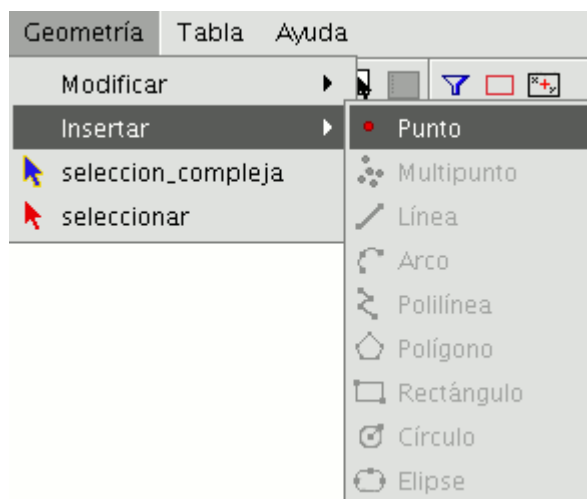 Geometría Tabla Ayuda
Modificar
Insertar
seleccion_compleja
seleccionar
Punto
Multipunto
Línea
Arco
Polilínea
Polígono
Rectángulo
Círculo
Elipse